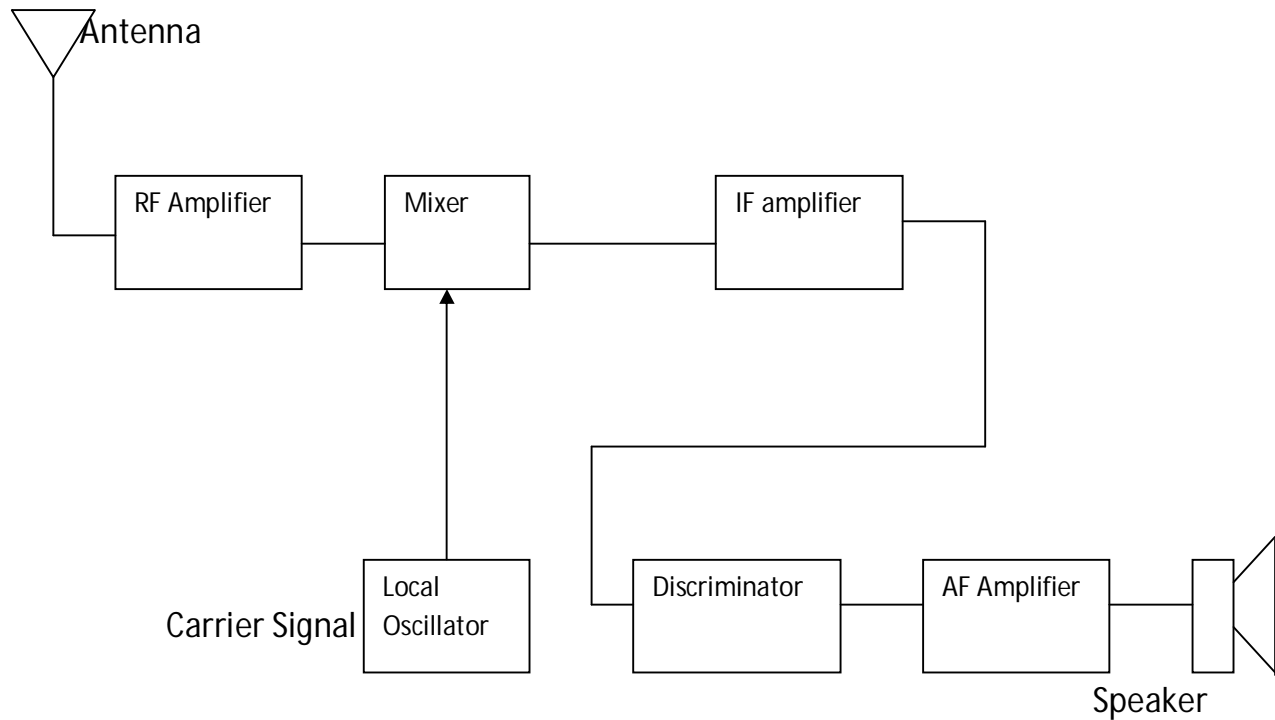 Antenna
RF Amplifier
Mixer
IF amplifier
Local
Oscillator
Carrier Signal
Discriminator
AF Amplifier
Speaker